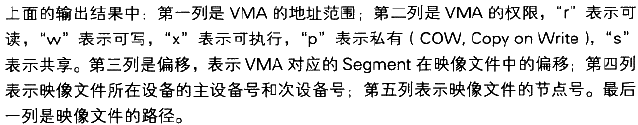 上面的输出结果中：第一列是 VMA 的地址范围；第二列是 VMA 的权限，“r”表示可
读，“w”表示可写，“x”表示可执行，“p”表示私有（COW, Copy on Write），“s”
表示共享。第三列是偏移，表示 VMA 对应的 Segment 在映像文件中的偏移；第四列
表示映像文件所在设备的主设备号和次设备号；第五列表示映像文件的节点号。最后
一列是映像文件的路径。